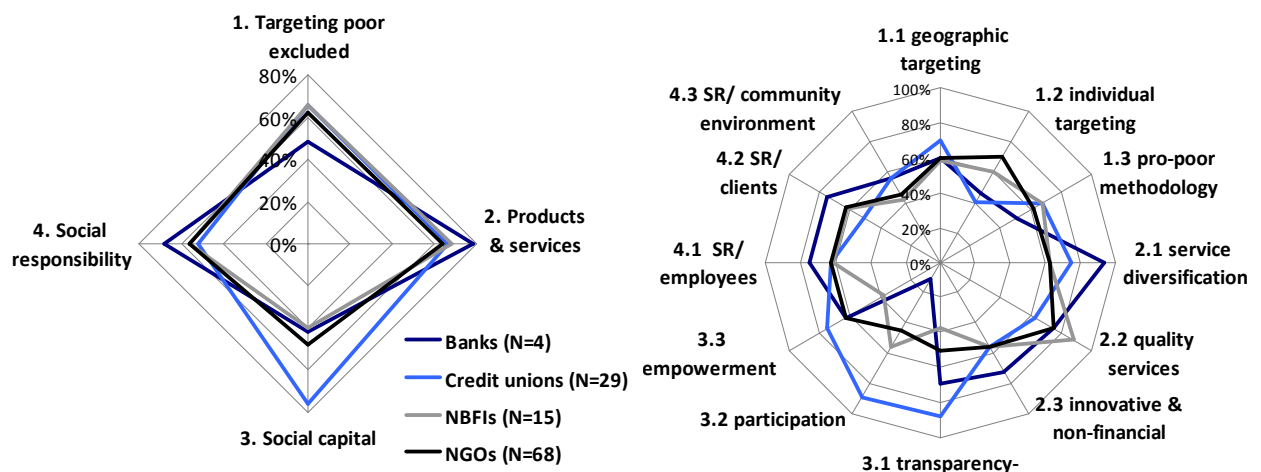 1. Targeting poor
excluded
80%
60%
40%
20%
0%
2. Products
& services
4. Social
responsibility
3. Social capital
Banks (N=4)
Credit unions (N=29)
NBFIs (N=15)
NGOs (N=68)
1.1 geographic
targeting
100%
80%
60%
40%
20%
0%
1.2 individual
targeting
1.3 pro-poor
methodology
2.1 service
diversification
2.2 quality
services
2.3 innovative &
non-financial
3.1 transparency-
3.2 participation
3.3
empowerment
4.1 SR/
employees
4.2 SR/
clients
4.3 SR/ community
environment